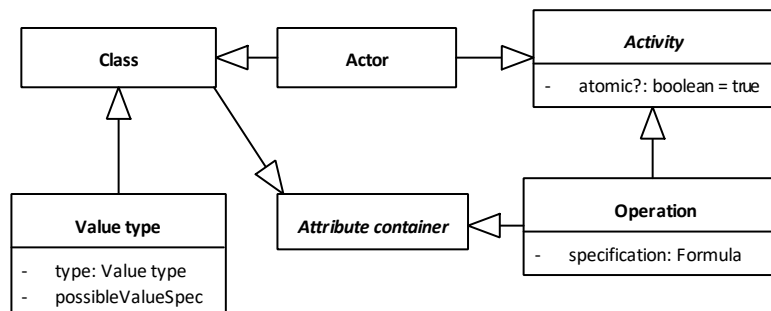 Class
Actor
Activity
- atomic?: boolean = true
Value type
- type: Value type
- possibleValueSpec
Attribute container
Operation
- specification: Formula